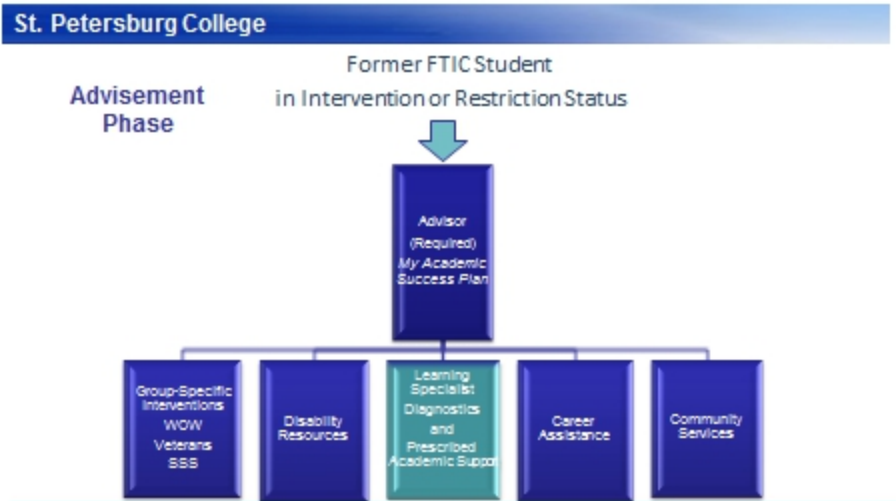 St. Petersburg College
Former FTIC Student
in Intervention or Restriction Status
Advisement
Phase
Advisor
(Required)
My Academic
Success Plan
Group-Specific
Interventions
WOW
Veterans
SSS
Disability
Resources
Learning
Specialist
Diagnostics
and
Prescribed
Academic Suppor
Career
Assistance
Community
Services